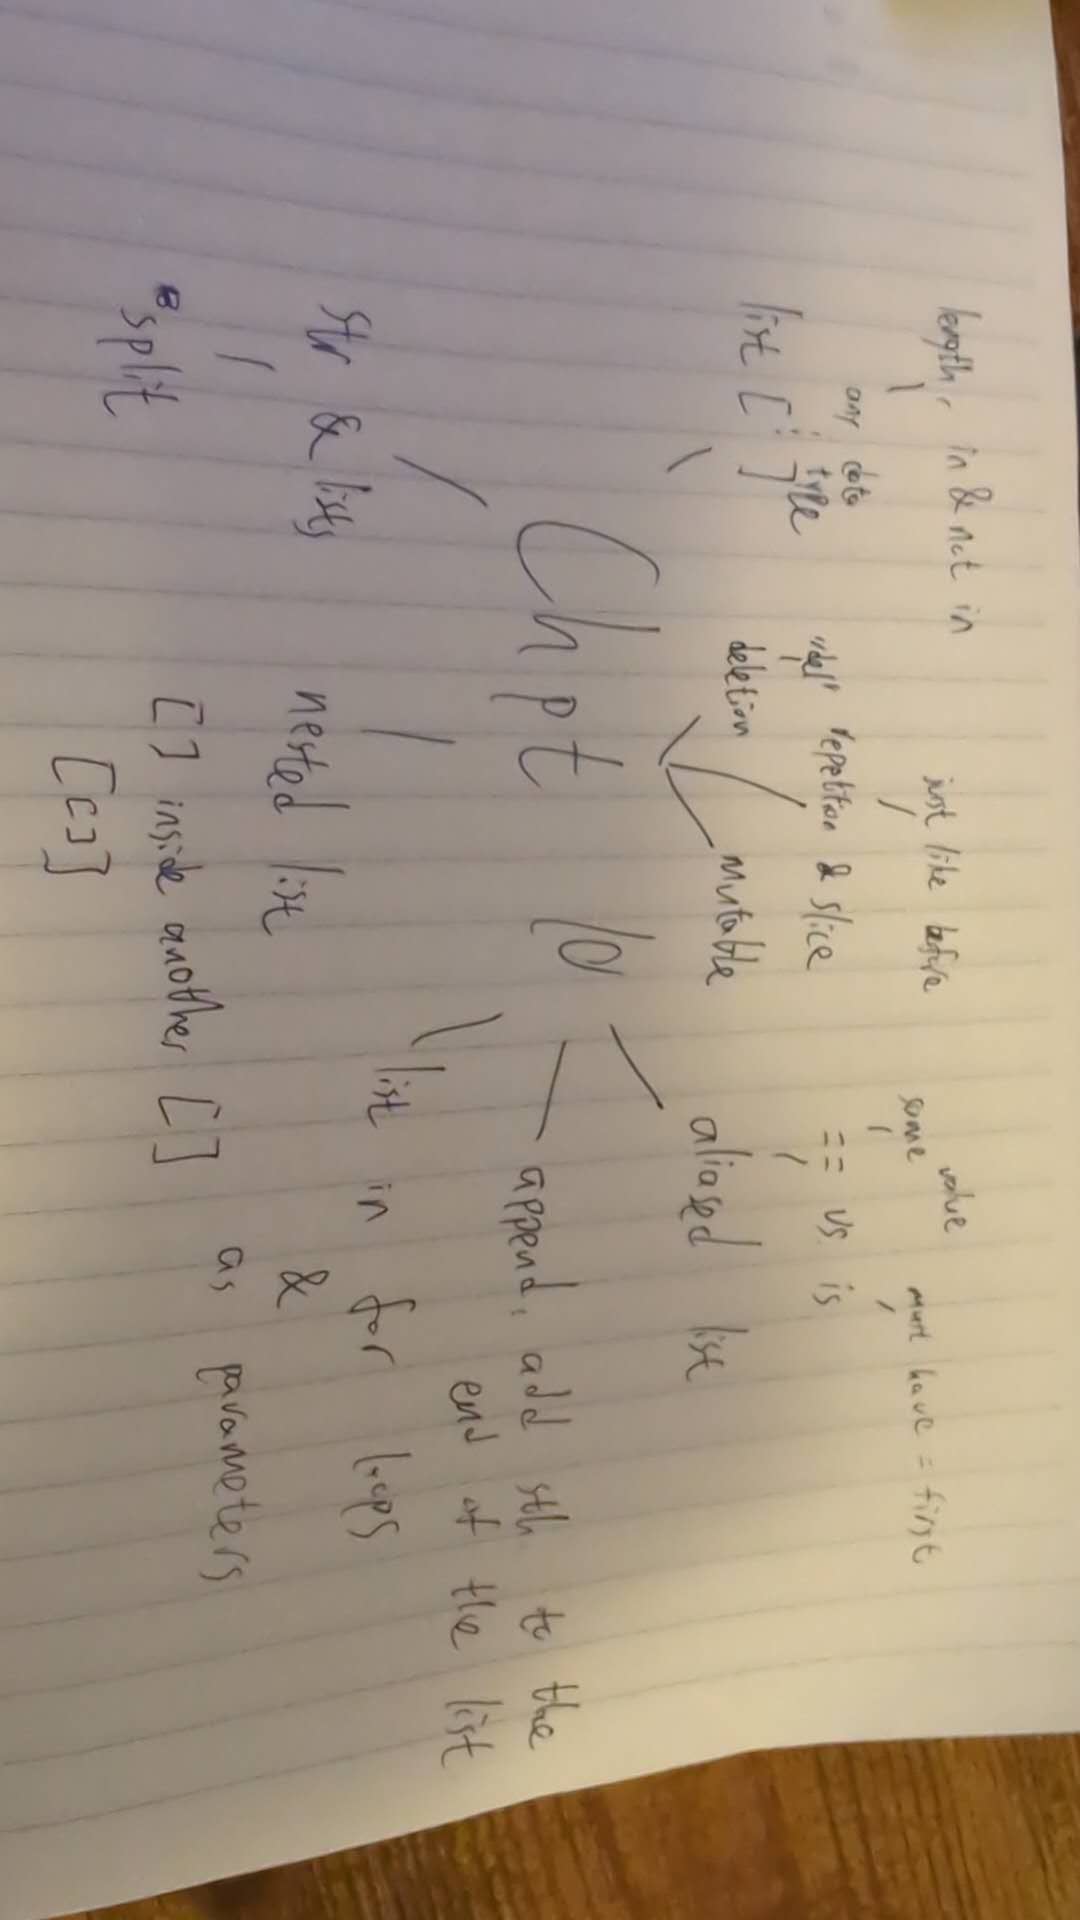 length, in & not in
just like before
same value
must have = first
any data type
list [ : ]
"del" repetition & slice
deletion
Mutable
== vs is
aliased list
Chpt 10
append: add sth to the
end of the list
str & lists
split
nested list
[ ] inside another [ ]
[[ ]]
list in for loops
&
as parameters